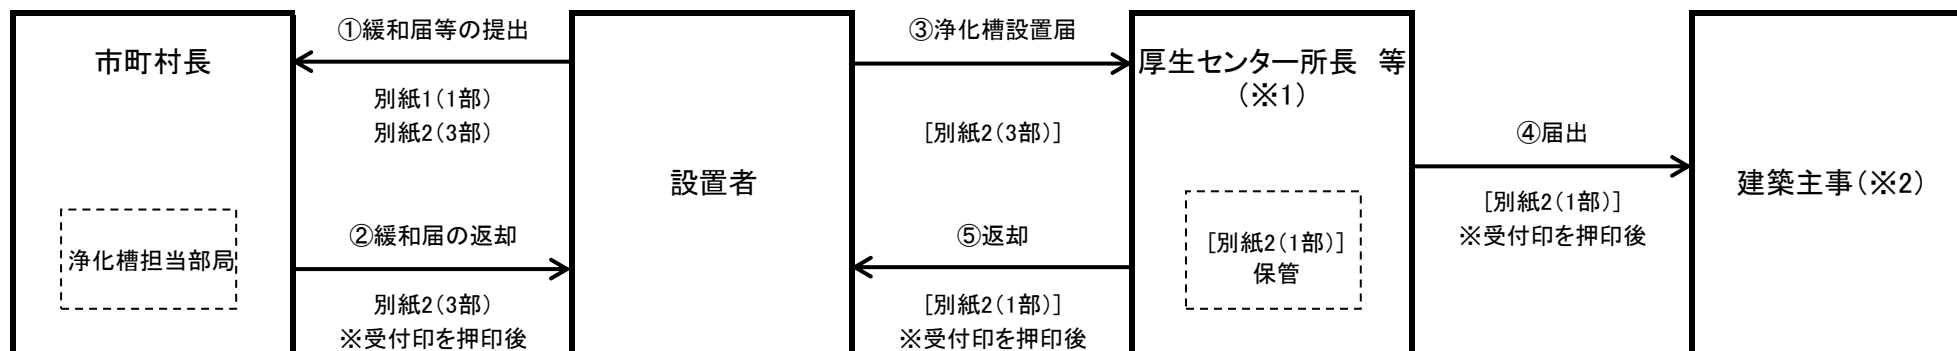 市町村長
浄化槽担当部局
①緩和届等の提出
別紙1(1部)
別紙2(3部)
②緩和届の返却
別紙2(3部)
※受付印を押印後
設置者
③浄化槽設置届
[別紙2(3部)]
⑤返却
[別紙2(1部)]
※受付印を押印後
厚生センター所長　等
(※1)
[別紙2(1部)]
保管
④届出
[別紙2(1部)]
※受付印を押印後
建築主事(※2)